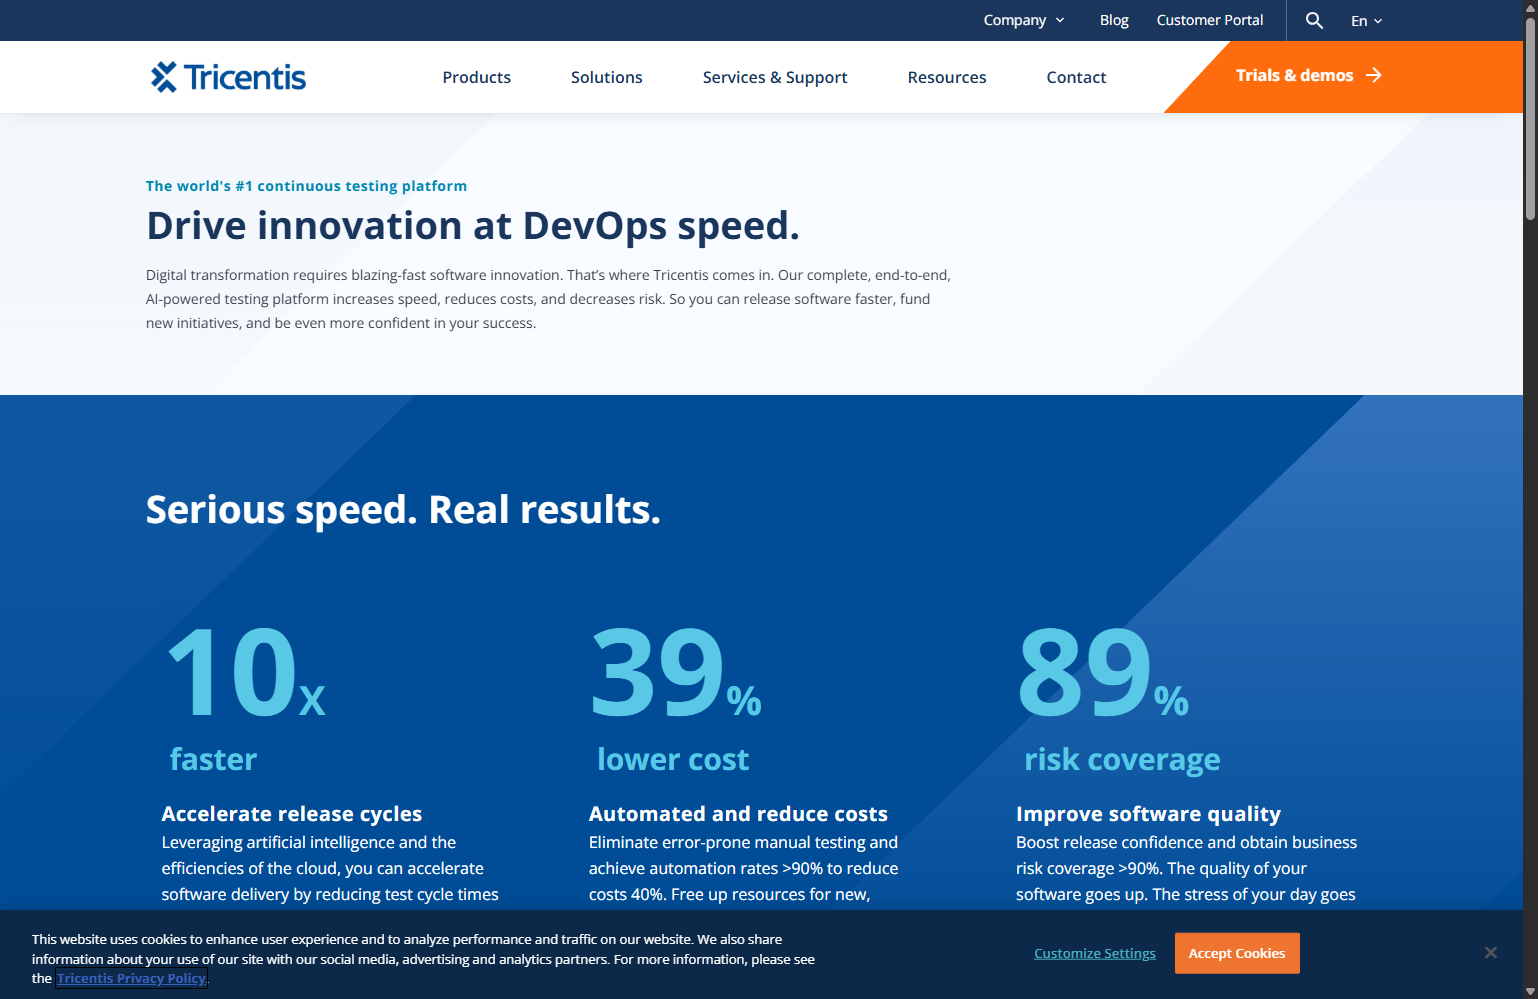 Company
Blog
Customer Portal
En
Tricentis
Products
Solutions
Services & Support
Resources
Contact
Trials & demos
The world's #1 continuous testing platform
Drive innovation at DevOps speed.
Digital transformation requires blazing-fast software innovation. That’s where Tricentis comes in. Our complete, end-to-end,
AI-powered testing platform increases speed, reduces costs, and decreases risk. So you can release software faster, fund
new initiatives, and be even more confident in your success.
Serious speed. Real results.
10x
faster
Accelerate release cycles
Leveraging artificial intelligence and the
efficiencies of the cloud, you can accelerate
software delivery by reducing test cycle times
39%
lower cost
Automated and reduce costs
Eliminate error-prone manual testing and
achieve automation rates >90% to reduce
costs 40%. Free up resources for new,
89%
risk coverage
Improve software quality
Boost release confidence and obtain business
risk coverage >90%. The quality of your
software goes up. The stress of your day goes
This website uses cookies to enhance user experience and to analyze performance and traffic on our website. We also share
information about your use of our site with our social media, advertising and analytics partners. For more information, please see
the Tricentis Privacy Policy.
Customize Settings
Accept Cookies